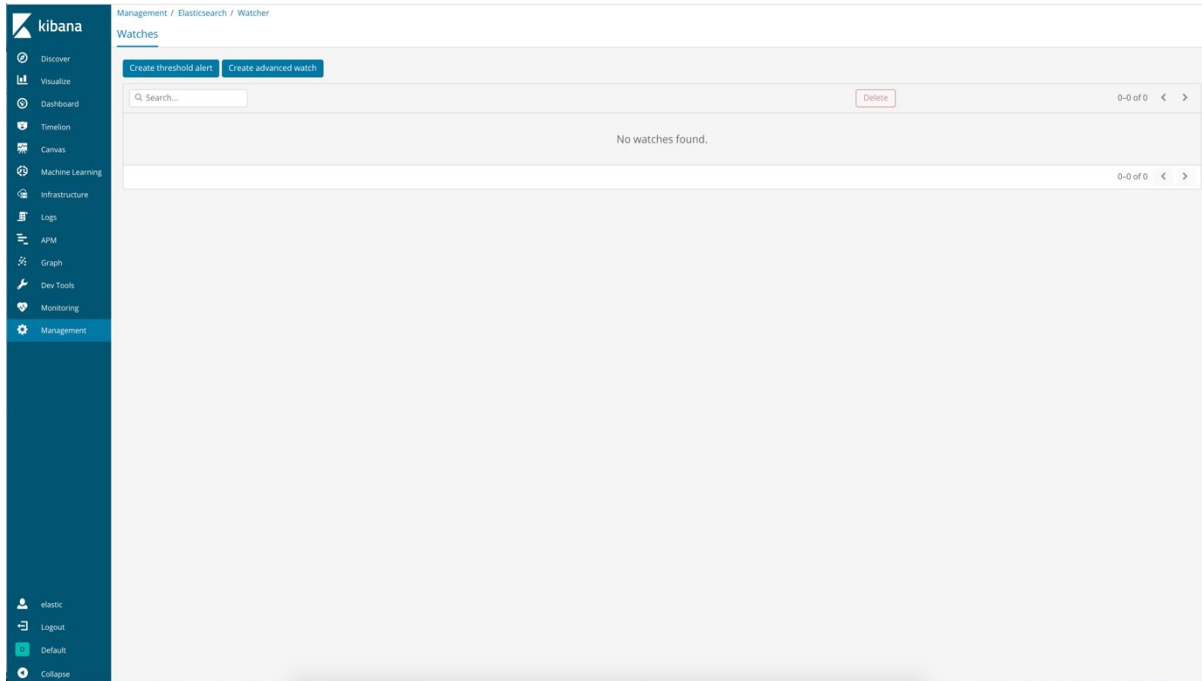 kibana
Discover
Visualize
Dashboard
Timelion
Canvas
Machine Learning
Infrastructure
Logs
APM
Graph
Dev Tools
Monitoring
Management
elastic
Logout
D
Default
Collapse
Management / Elasticsearch / Watcher
Watches
Create threshold alert Create advanced watch
Search... Delete 0–0 of 0
No watches found.
0–0 of 0